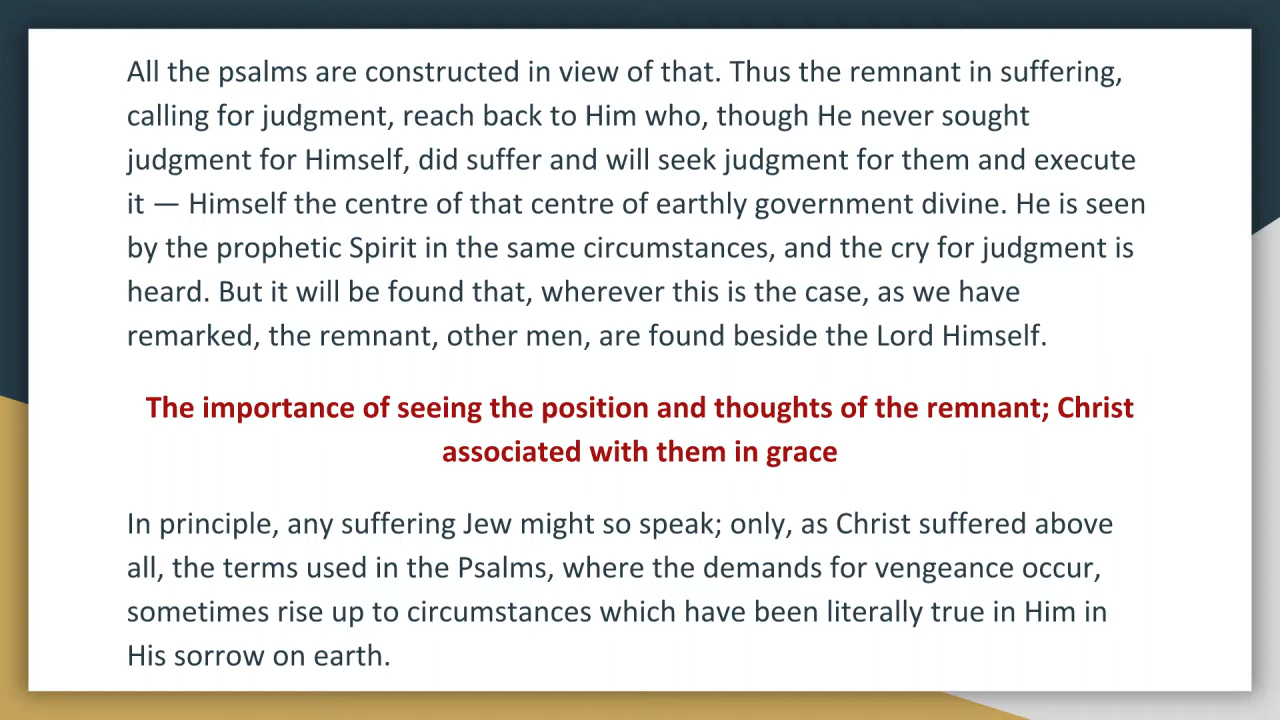 All the psalms are constructed in view of that. Thus the remnant in suffering,
calling for judgment, reach back to Him who, though He never sought
judgment for Himself, did suffer and will seek judgment for them and execute
it — Himself the centre of that centre of earthly government divine. He is seen
by the prophetic Spirit in the same circumstances, and the cry for judgment is
heard. But it will be found that, wherever this is the case, as we have
remarked, the remnant, other men, are found beside the Lord Himself.
The importance of seeing the position and thoughts of the remnant; Christ
associated with them in grace
In principle, any suffering Jew might so speak; only, as Christ suffered above
all, the terms used in the Psalms, where the demands for vengeance occur,
sometimes rise up to circumstances which have been literally true in Him in
His sorrow on earth.